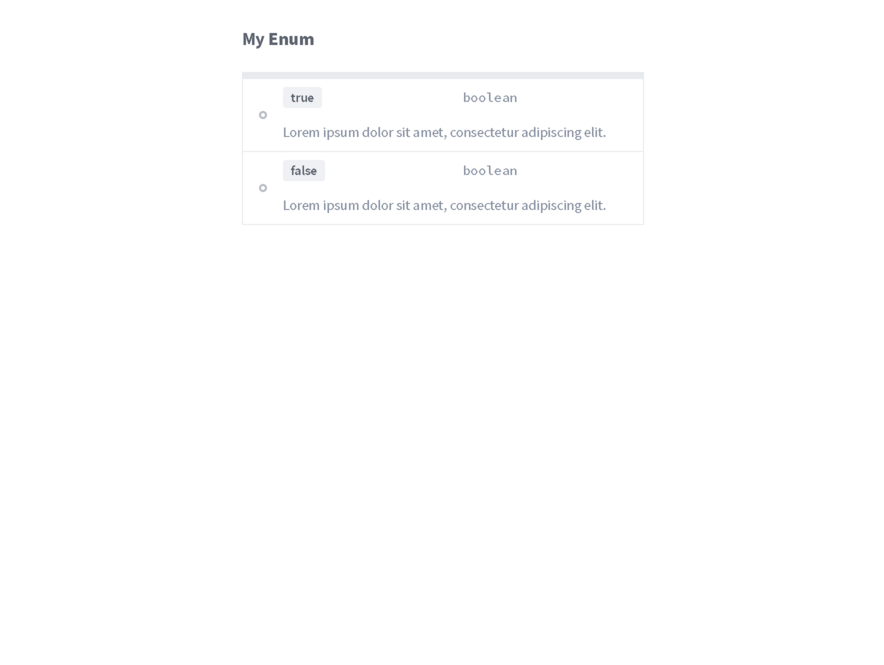 My Enum
true boolean
Lorem ipsum dolor sit amet, consectetur adipiscing elit.
false boolean
Lorem ipsum dolor sit amet, consectetur adipiscing elit.